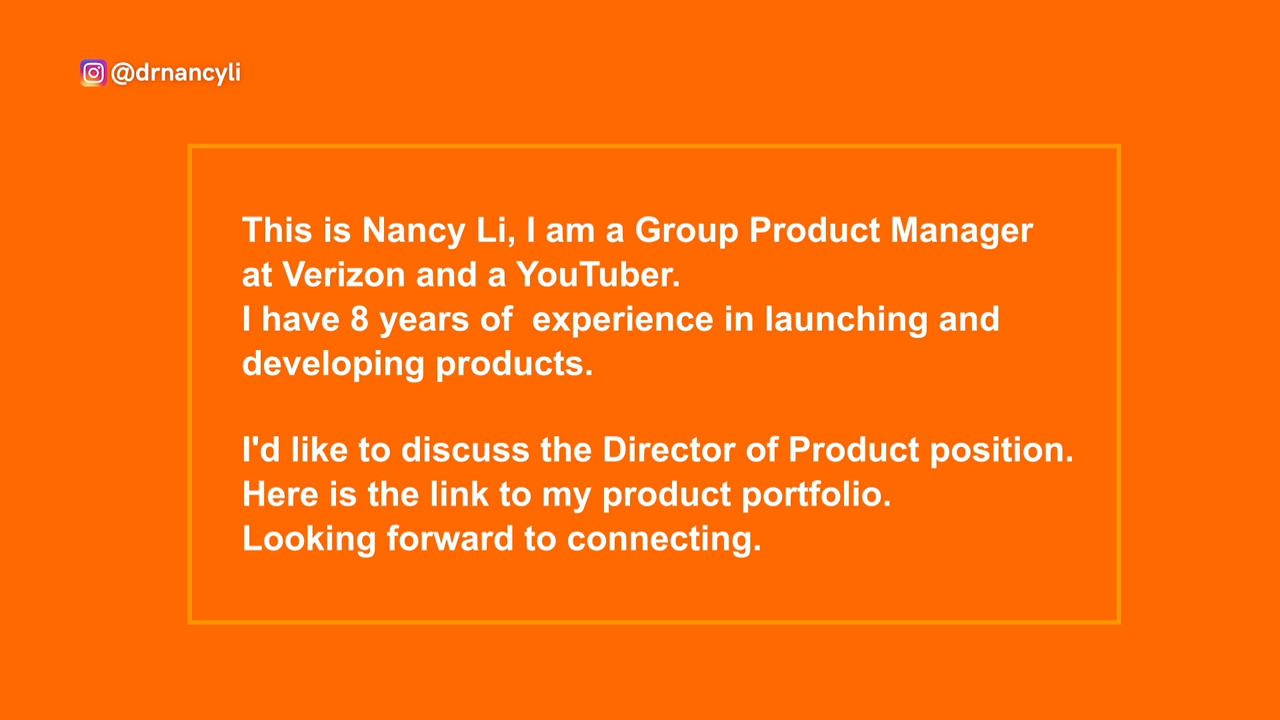 @drnancyli
This is Nancy Li, I am a Group Product Manager
at Verizon and a YouTuber.
I have 8 years of  experience in launching and
developing products.
I'd like to discuss the Director of Product position.
Here is the link to my product portfolio.
Looking forward to connecting.